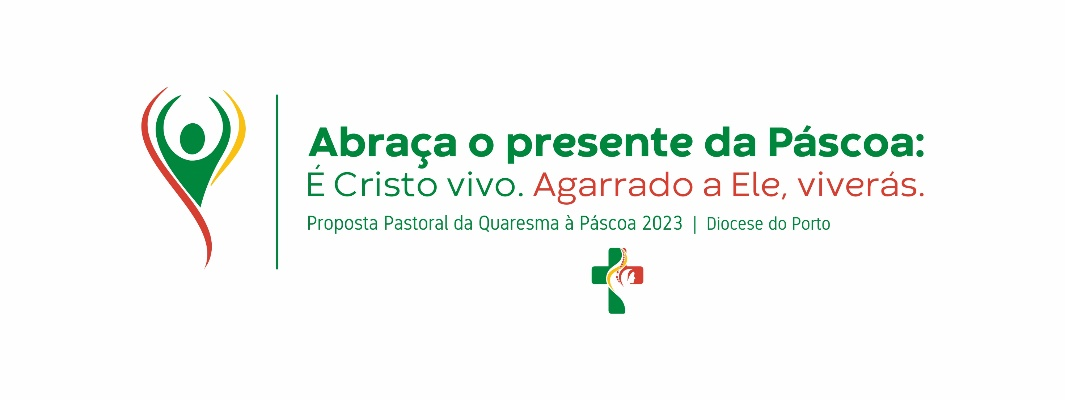 Abraça o presente da Páscoa:
É Cristo vivo. Agarrado a Ele, viverás.
Proposta Pastoral da Quaresma à Páscoa 2023 | Diocese do Porto